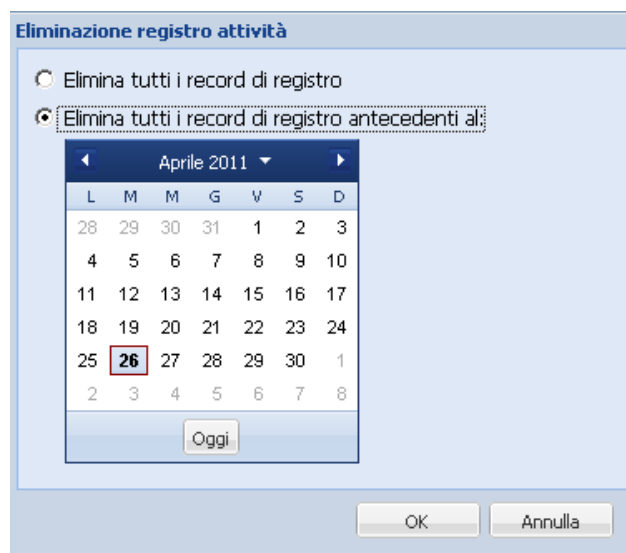 Eliminazione registro attività
Elimina tutti i record di registro
Elimina tutti i record di registro antecedenti al:
Aprile 2011
L M M G V S D
28 29 30 31 1 2 3
4 5 6 7 8 9 10
11 12 13 14 15 16 17
18 19 20 21 22 23 24
25 26 27 28 29 30 1
2 3 4 5 6 7 8
Oggi
OK Annulla